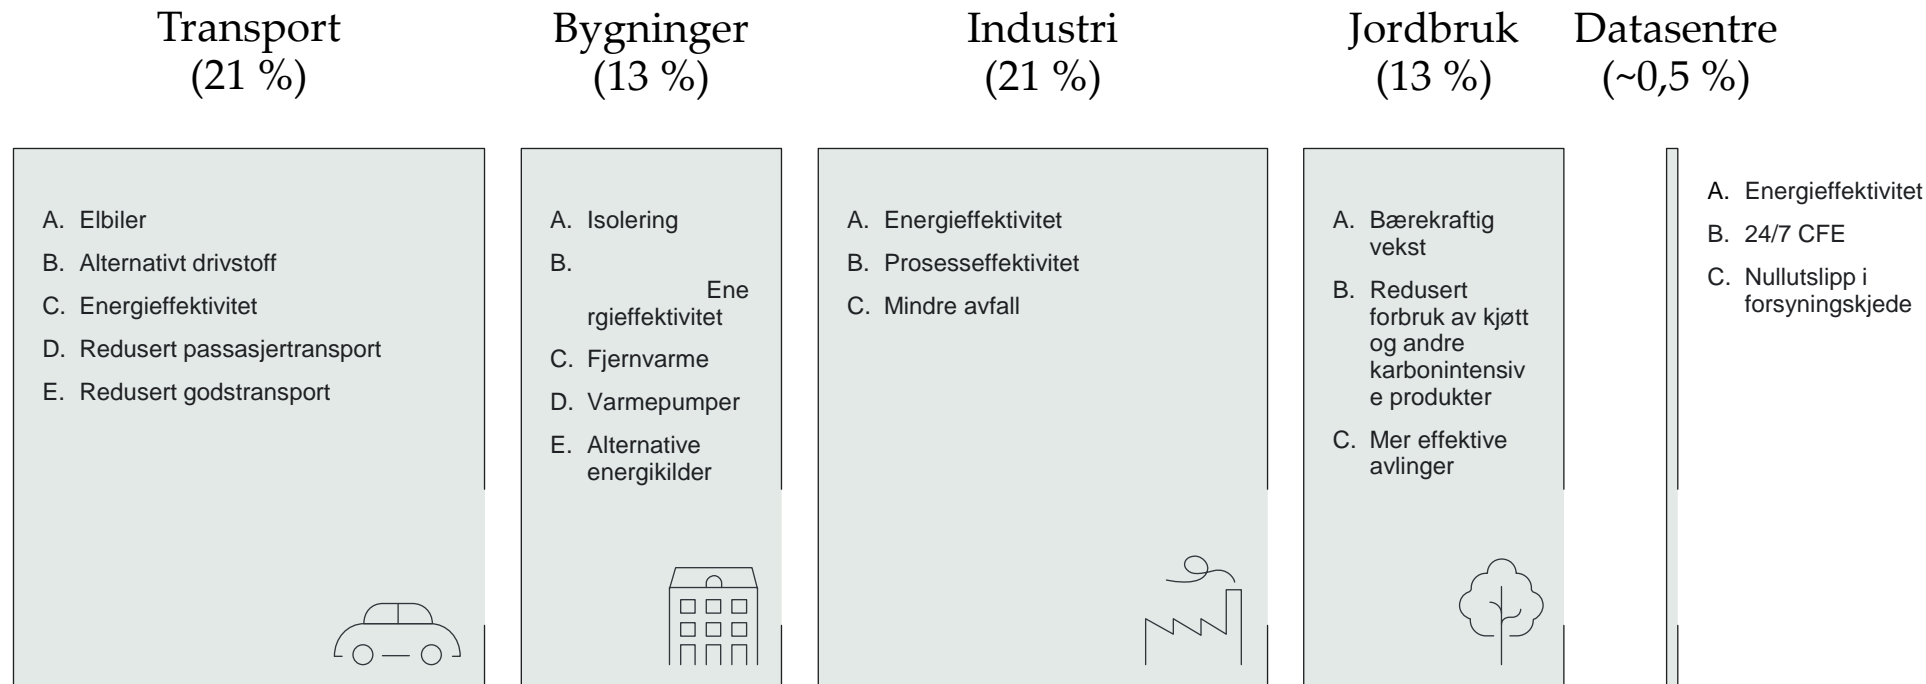 Transport
(21 %)
Bygninger
(13 %)
Industri
(21 %)
Jordbruk
(13 %)
Datasentre
(~0,5 %)
A. Elbiler
B. Alternativt drivstoff
C. Energieffektivitet
D. Redusert passasjertransport
E. Redusert godstransport
A. Isolering
B.
Ene
rgieffektivitet
C. Fjernvarme
D. Varmepumper
E. Alternative
energikilder
A. Energieffektivitet
B. Prosesseffektivitet
C. Mindre avfall
A. Bærekraftig
vekst
B. Redusert
forbruk av kjøtt
og andre
karbonintensiv
e produkter
C. Mer effektive
avlinger
A. Energieffektivitet
B. 24/7 CFE
C. Nullutslipp i
forsyningskjede